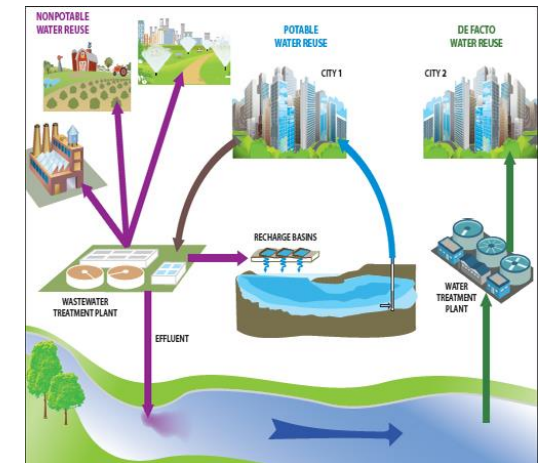 NONPOTABLE
WATER REUSE
POTABLE
WATER REUSE
DE FACTO
WATER REUSE
CITY 1
CITY 2
RECHARGE BASINS
WASTEWATER
TREATMENT PLANT
WATER
TREATMENT
PLANT
EFFLUENT